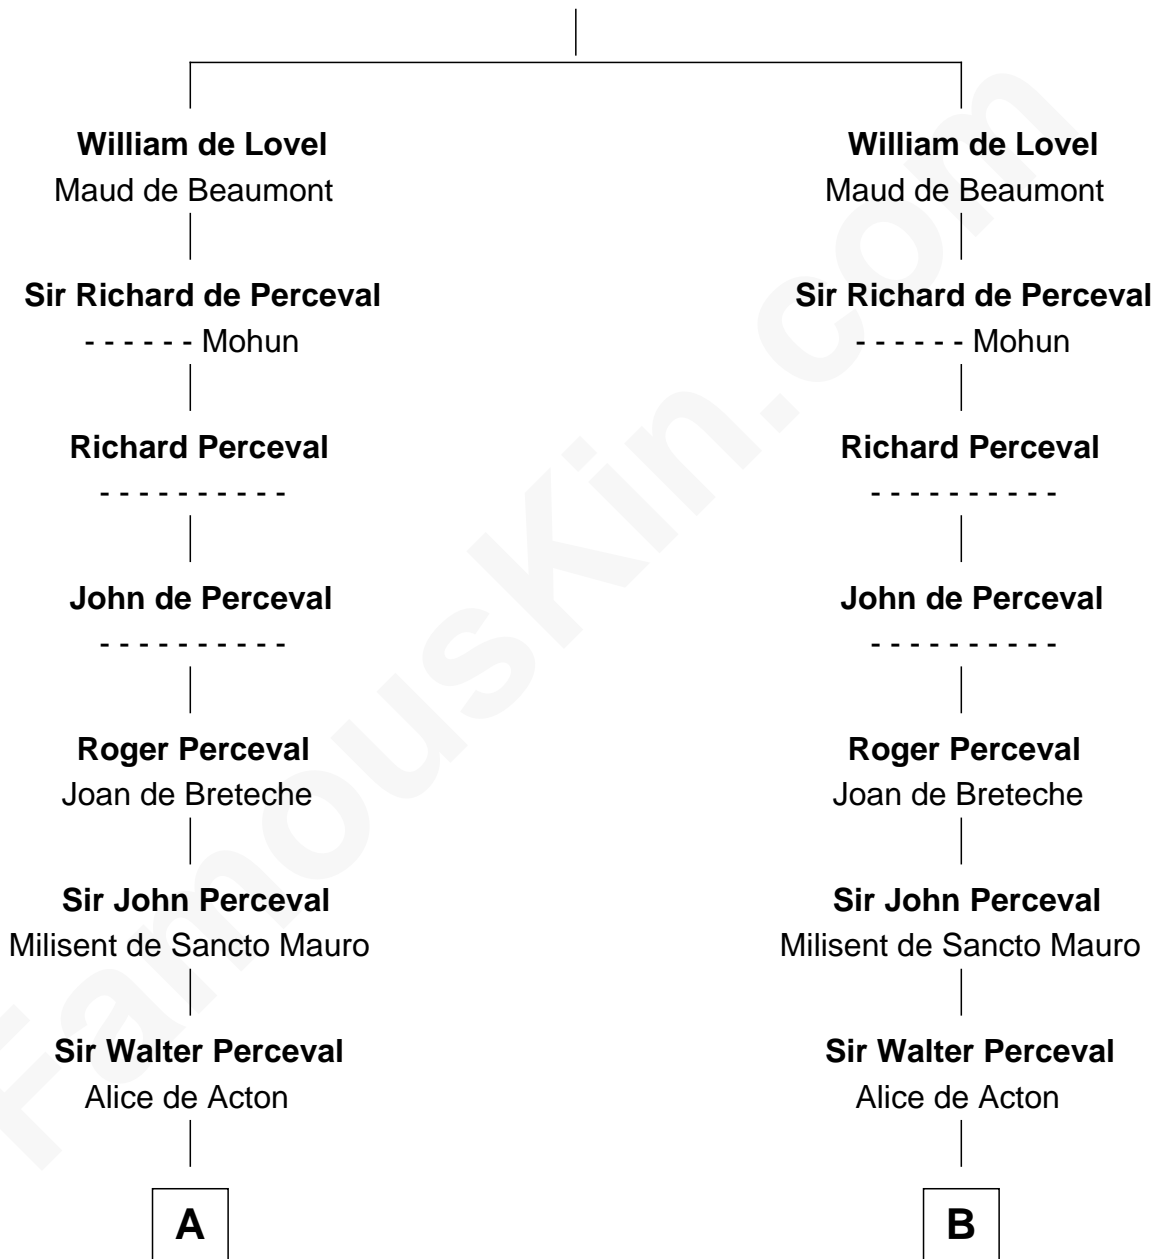 William de Lovel
Maud de Beaumont
Sir Richard de Perceval
- - - - - - Mohun
Richard Perceval
- - - - - - - - - -
John de Perceval
- - - - - - - - - -
Roger Perceval
Joan de Breteche
Sir John Perceval
Milisent de Sancto Mauro
Sir Walter Perceval
Alice de Acton
A
William de Lovel
Maud de Beaumont
Sir Richard de Perceval
- - - - - - Mohun
Richard Perceval
- - - - - - - - - -
John de Perceval
- - - - - - - - - -
Roger Perceval
Joan de Breteche
Sir John Perceval
Milisent de Sancto Mauro
Sir Walter Perceval
Alice de Acton
B
FamousKin.com